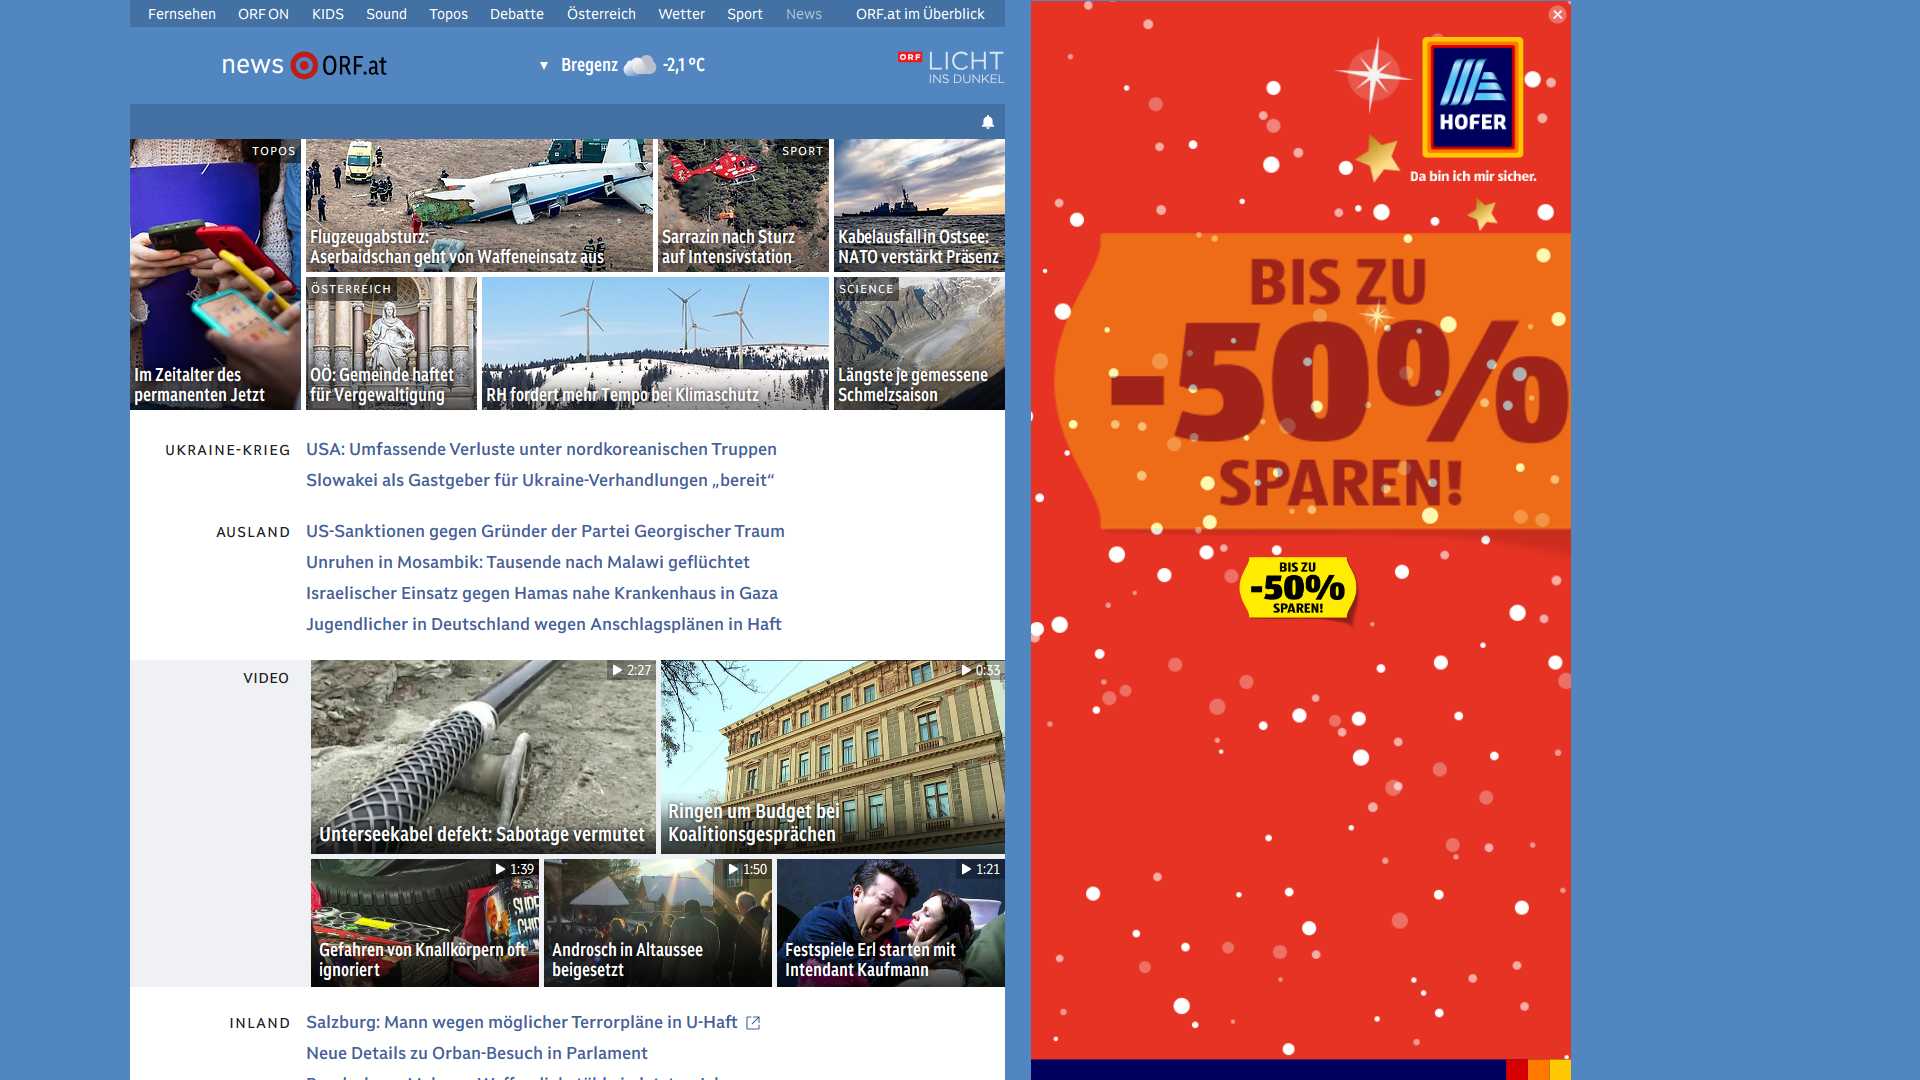 Fernsehen ORF ON KIDS Sound Topos Debatte Österreich Wetter Sport News ORF.at im Überblick
news ORF.at
Bregenz -2,1 °C
ORF LICHT
INS DUNKEL
TOPOS
Im Zeitalter des
permanenten Jetzt
Flugzeugabsturz:
Aserbaidschan geht von Waffeneinsatz aus
SPORT
Sarrazin nach Sturz
auf Intensivstation
Kabelausfall in Ostsee:
NATO verstärkt Präsenz
ÖSTERREICH
OÖ: Gemeinde haftet
für Vergewaltigung
RH fordert mehr Tempo bei Klimaschutz
SCIENCE
Längste je gemessene
Schmelzsaison
UKRAINE-KRIEG
USA: Umfassende Verluste unter nordkoreanischen Truppen
Slowakei als Gastgeber für Ukraine-Verhandlungen „bereit“
AUSLAND
US-Sanktionen gegen Gründer der Partei Georgischer Traum
Unruhen in Mosambik: Tausende nach Malawi geflüchtet
Israelischer Einsatz gegen Hamas nahe Krankenhaus in Gaza
Jugendlicher in Deutschland wegen Anschlagsplänen in Haft
VIDEO
2:27
Unterseekabel defekt: Sabotage vermutet
0:33
Ringen um Budget bei
Koalitionsgesprächen
1:39
Gefahren von Knallkörpern oft
ignoriert
1:50
Androsch in Altaussee
beigesetzt
1:21
Festspiele Erl starten mit
Intendant Kaufmann
INLAND
Salzburg: Mann wegen möglicher Terrorpläne in U-Haft
Neue Details zu Orban-Besuch in Parlament
HOFER
Da bin ich mir sicher.
BIS ZU
-50%
SPAREN!
BIS ZU
-50%
SPAREN!